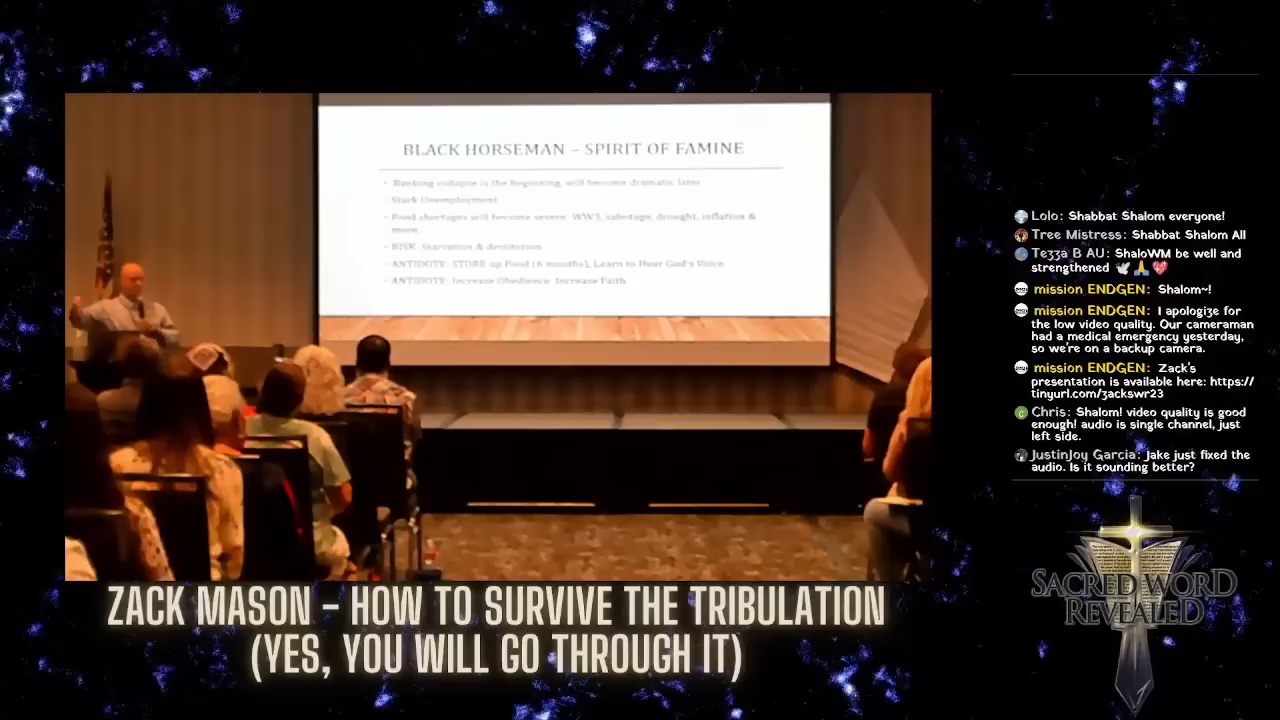 BLACK HORSEMAN – SPIRIT OF FAMINE
• Banking collapse is the beginning, will become dramatic later
• Stark Unemployment
• Food shortages will become severe. WW3, sabotage, drought, inflation &
more.
• RISK: Starvation & destitution
• ANTIDOTE: STORE up Food (6 months), Learn to Hear God's Voice.
• ANTIDOTE: Increase Obedience. Increase Faith.
ZACK MASON – HOW TO SURVIVE THE TRIBULATION
(YES, YOU WILL GO THROUGH IT)
Lolo: Shabbat Shalom everyone!
Tree Mistress: Shabbat Shalom All
Tezza B AU: ShaloWM be well and
strengthened 🕊️🙏💖
mission ENDGEN: Shalom~!
mission ENDGEN: I apologize for
the low video quality. Our cameraman
had a medical emergency yesterday,
so we're on a backup camera.
mission ENDGEN: Zack's
presentation is available here: https://
tinyurl.com/zackswr23
Chris: Shalom! video quality is good
enough! audio is single channel, just
left side.
JustinJoy Garcia: Jake just fixed the
audio. Is it sounding better?
SACRED WORD
REVEALED